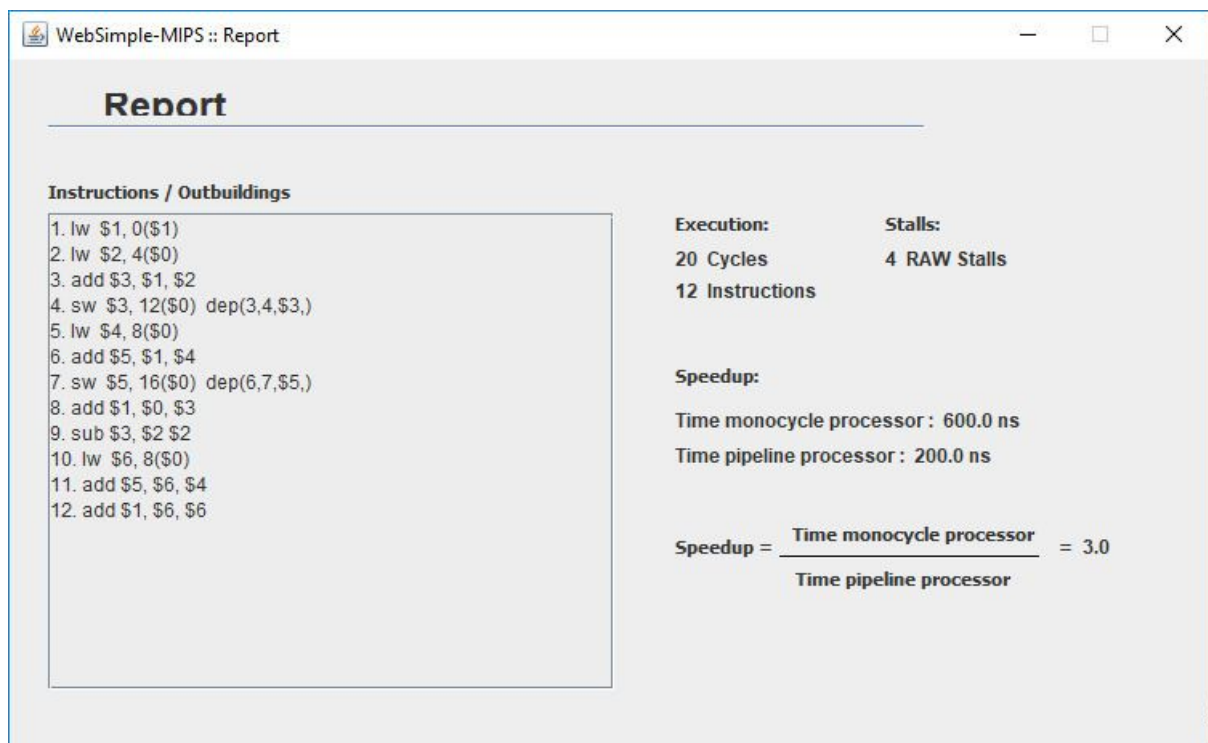 WebSimple-MIPS :: Report
Report
Instructions / Outbuildings
1. lw $1, 0($1)
2. lw $2, 4($0)
3. add $3, $1, $2
4. sw $3, 12($0) dep(3,4,$3,)
5. lw $4, 8($0)
6. add $5, $1, $4
7. sw $5, 16($0) dep(6,7,$5,)
8. add $1, $0, $3
9. sub $3, $2 $2
10. lw $6, 8($0)
11. add $5, $6, $4
12. add $1, $6, $6
Execution: Stalls:
20 Cycles 4 RAW Stalls
12 Instructions
Speedup:
Time monocycle processor : 600.0 ns
Time pipeline processor : 200.0 ns
Time monocycle processor
Speedup = = 3.0
Time pipeline processor